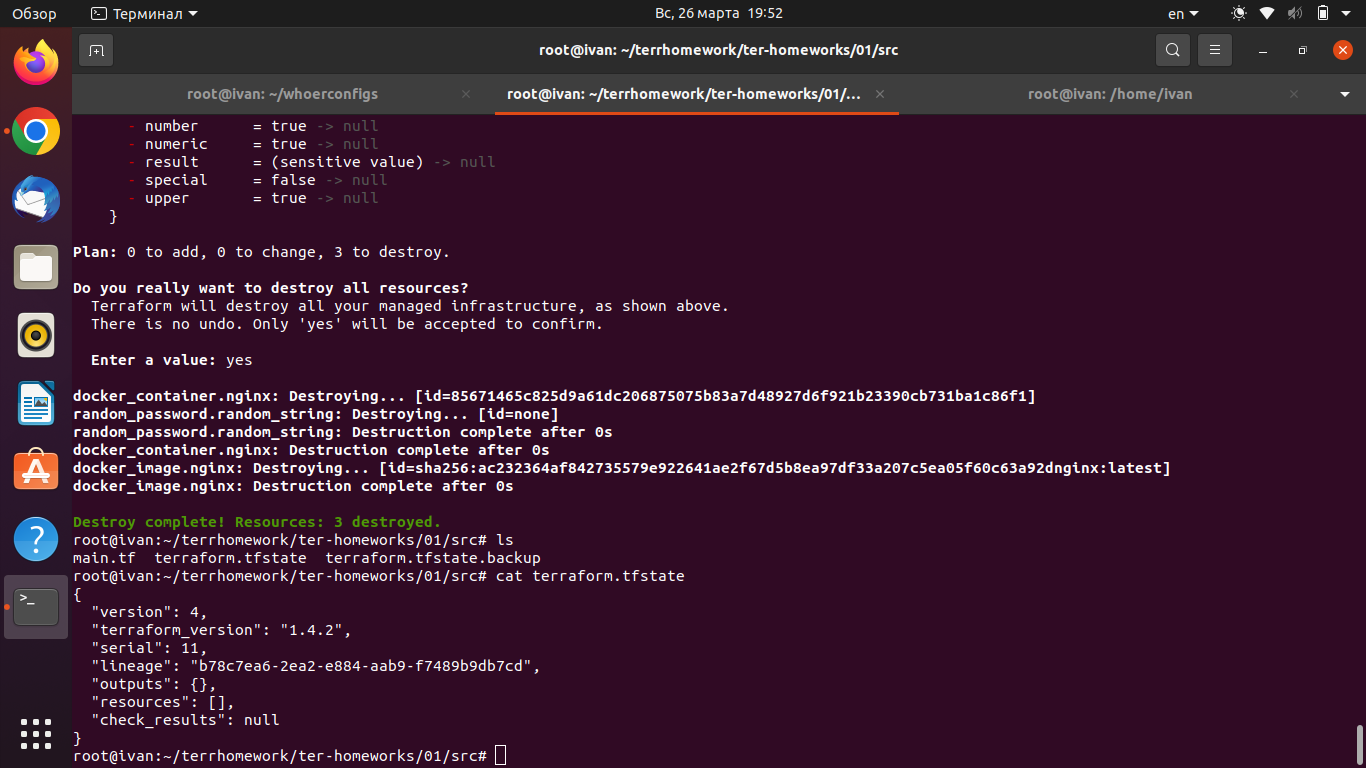 Обзор
Терминал
Вс, 26 марта 19:52
en
root@ivan: ~/terrhomework/ter-homeworks/01/src
root@ivan: ~/whoerconfigs
root@ivan: ~/terrhomework/ter-homeworks/01/...
root@ivan: /home/ivan
- number      = true -> null
- numeric     = true -> null
- result      = (sensitive value) -> null
- special     = false -> null
- upper       = true -> null
}
Plan: 0 to add, 0 to change, 3 to destroy.
Do you really want to destroy all resources?
Terraform will destroy all your managed infrastructure, as shown above.
There is no undo. Only 'yes' will be accepted to confirm.
Enter a value: yes
docker_container.nginx: Destroying... [id=85671465c825d9a61dc206875075b83a7d48927d6f921b23390cb731ba1c86f1]
random_password.random_string: Destroying... [id=none]
random_password.random_string: Destruction complete after 0s
docker_container.nginx: Destruction complete after 0s
docker_image.nginx: Destroying... [id=sha256:ac232364af842735579e922641ae2f67d5b8ea97df33a207c5ea05f60c63a92dnginx:latest]
docker_image.nginx: Destruction complete after 0s
Destroy complete! Resources: 3 destroyed.
root@ivan:~/terrhomework/ter-homeworks/01/src# ls
main.tf  terraform.tfstate  terraform.tfstate.backup
root@ivan:~/terrhomework/ter-homeworks/01/src# cat terraform.tfstate
{
"version": 4,
"terraform_version": "1.4.2",
"serial": 11,
"lineage": "b78c7ea6-2ea2-e884-aab9-f7489b9db7cd",
"outputs": {},
"resources": [],
"check_results": null
}
root@ivan:~/terrhomework/ter-homeworks/01/src#